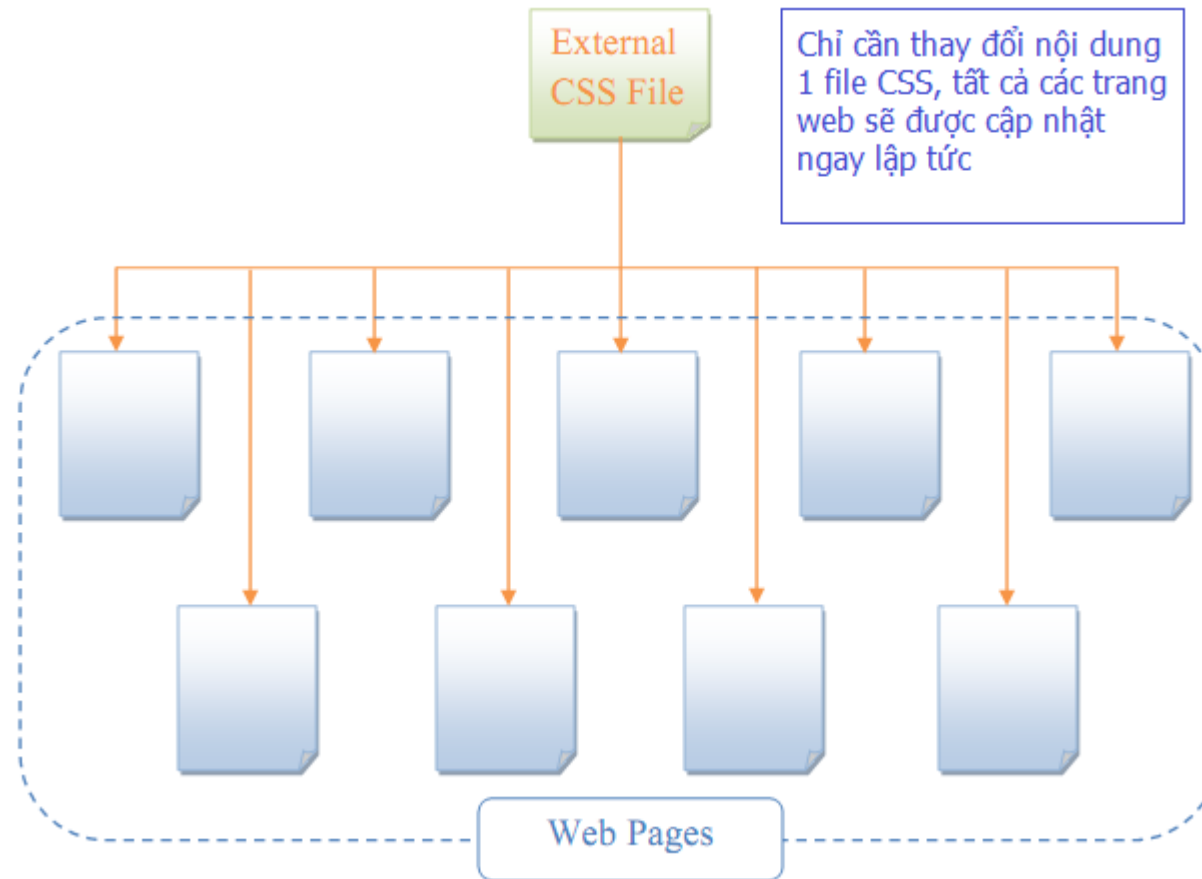 External
CSS File
Chỉ cần thay đổi nội dung
1 file CSS, tất cả các trang
web sẽ được cập nhật
ngay lập tức
Web Pages